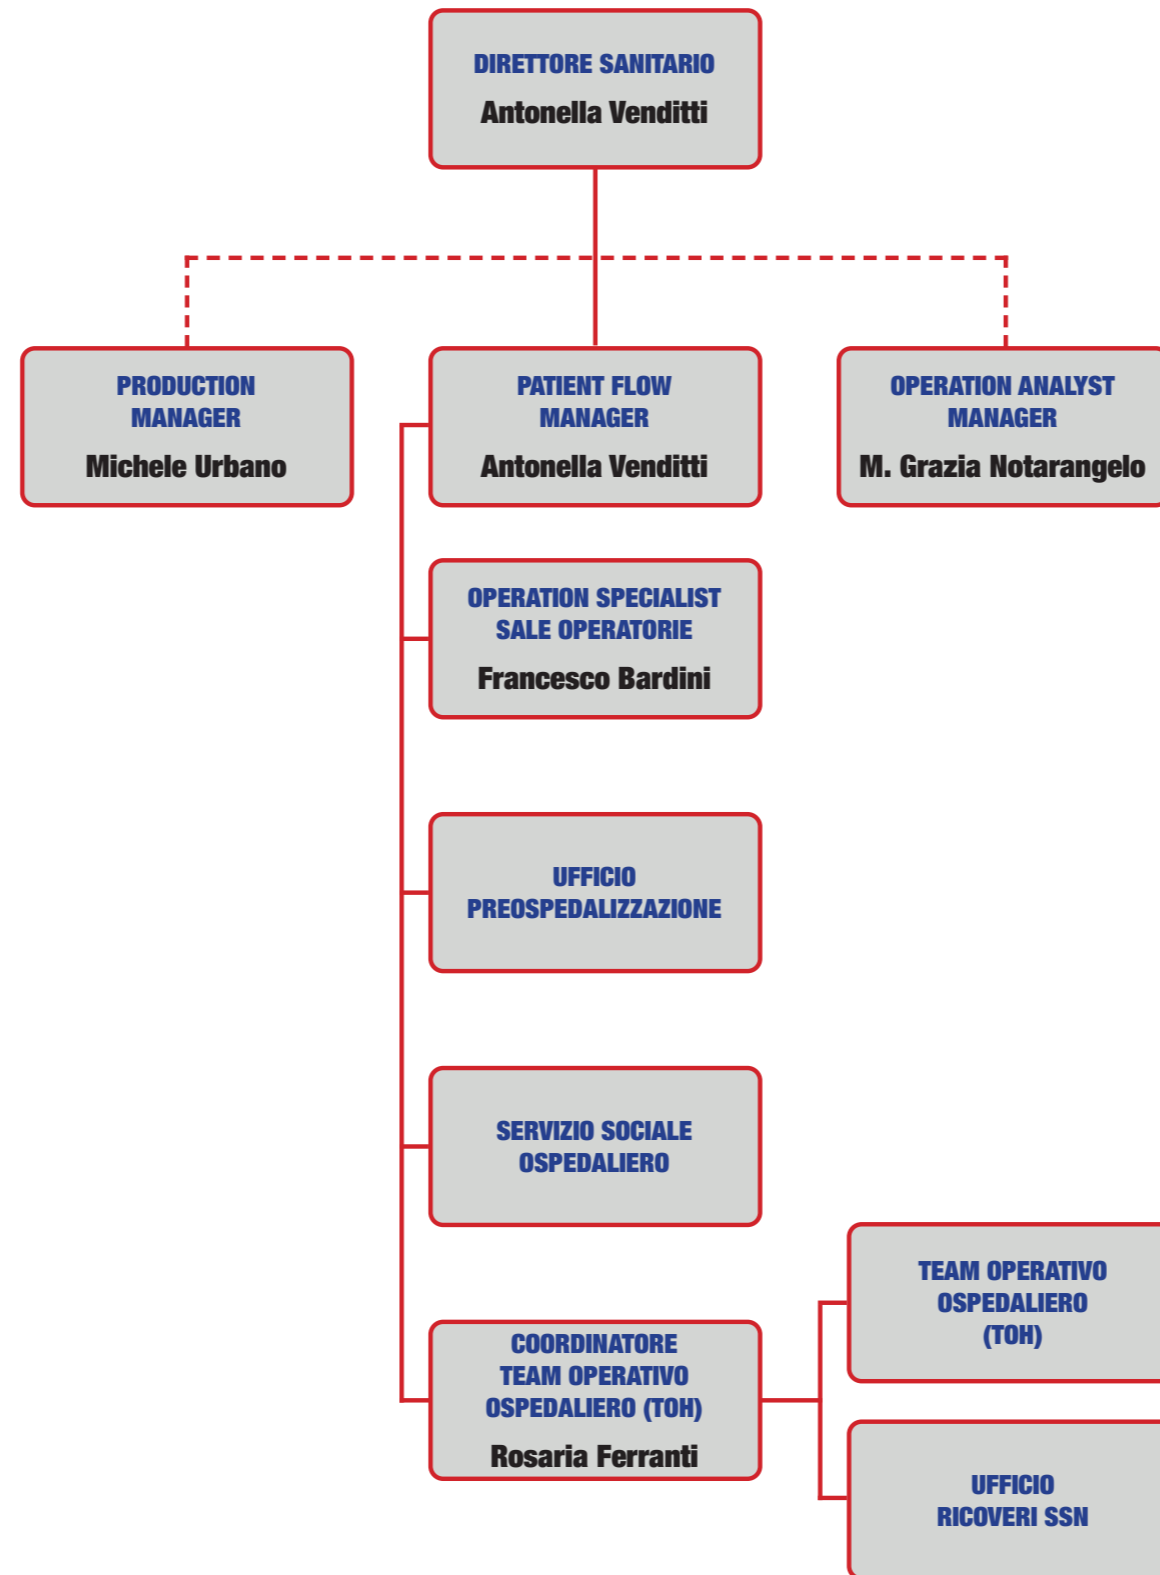 DIRETTORE SANITARIO
Antonella Venditti
PRODUCTION
MANAGER
Michele Urbano
PATIENT FLOW
MANAGER
Antonella Venditti
OPERATION ANALYST
MANAGER
M. Grazia Notarangelo
OPERATION SPECIALIST
SALE OPERATORIE
Francesco Bardini
UFFICIO
PREOSPEDALIZZAZIONE
SERVIZIO SOCIALE
OSPEDALIERO
COORDINATORE
TEAM OPERATIVO
OSPEDALIERO (TOH)
Rosaria Ferranti
TEAM OPERATIVO
OSPEDALIERO
(TOH)
UFFICIO
RICOVERI SSN